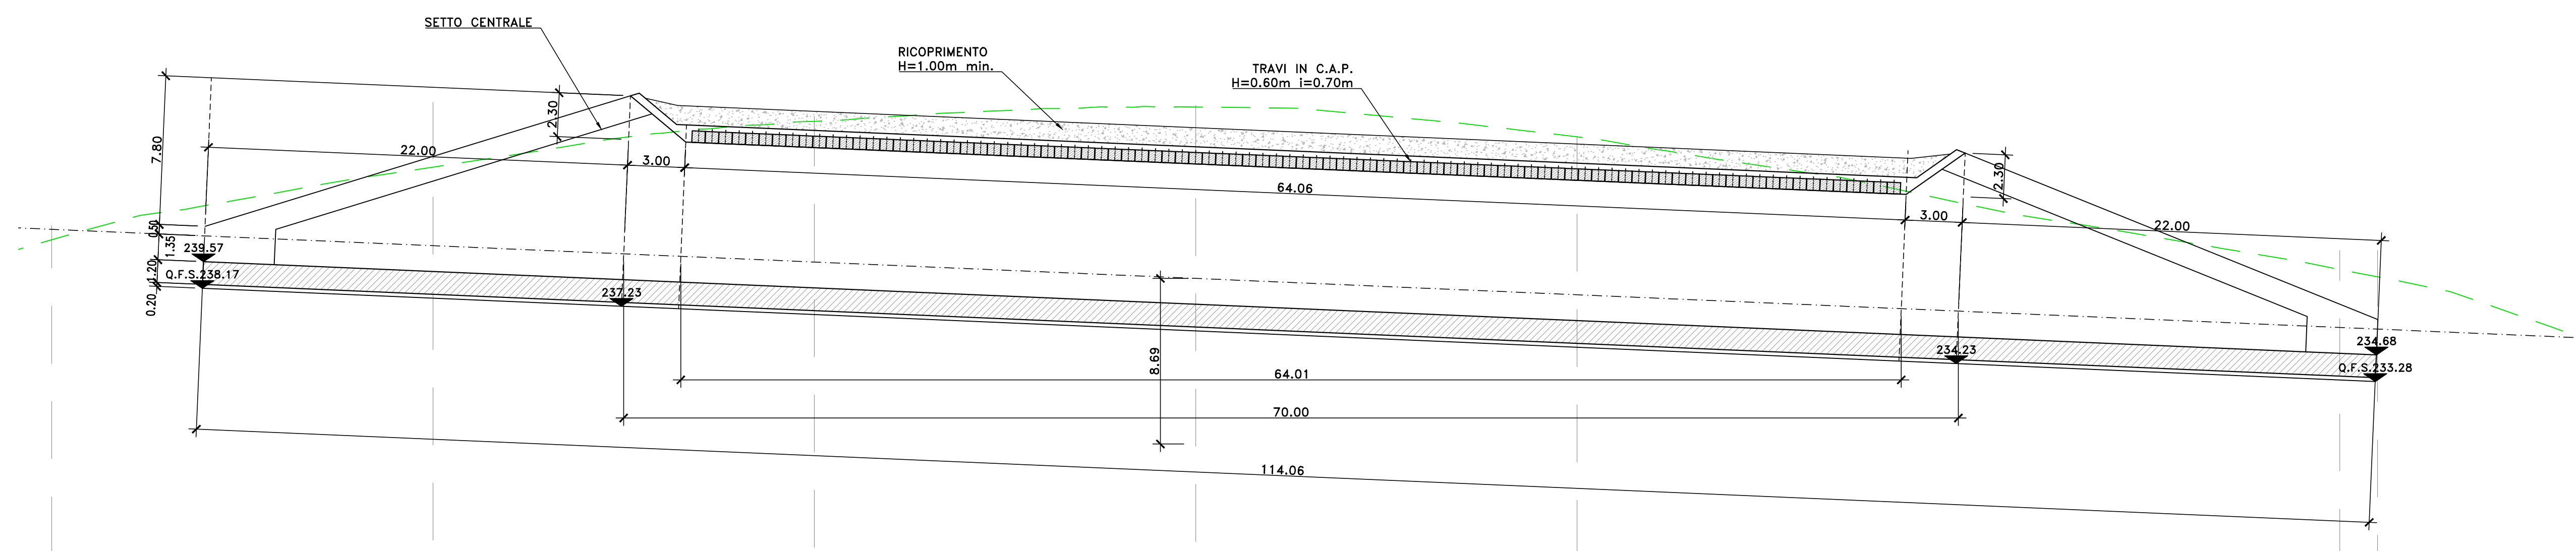 SETTO CENTRALE
RICOPRIMENTO
H=1.00m min.
TRAVI IN C.A.P.
H=0.60m i=0.70m
7.80
2.30
22.00
3.00
64.06
2.30
3.00
22.00
0.50
1.35
239.57
1.20
Q.F.S.238.17
0.20
237.23
8.69
234.23
234.68
Q.F.S.233.28
64.01
70.00
114.06